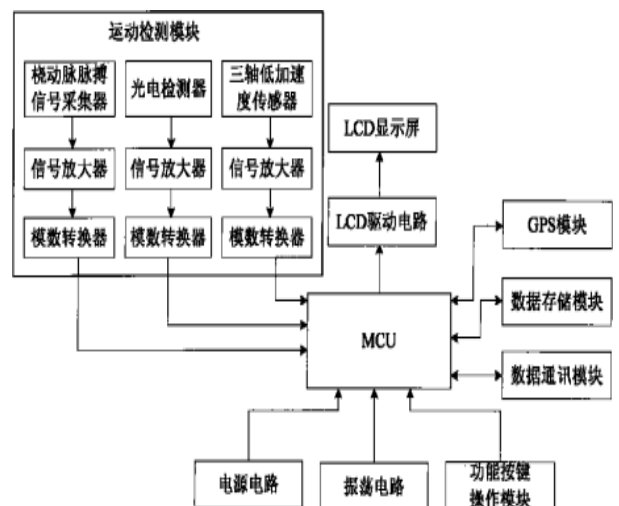 运动检测模块
桡动脉脉搏
信号采集器
光电检测器
三轴低加速
度传感器
信号放大器
信号放大器
信号放大器
模数转换器
模数转换器
模数转换器
LCD显示屏
LCD驱动电路
MCU
GPS模块
数据存储模块
数据通讯模块
电源电路
振荡电路
功能按键
操作模块